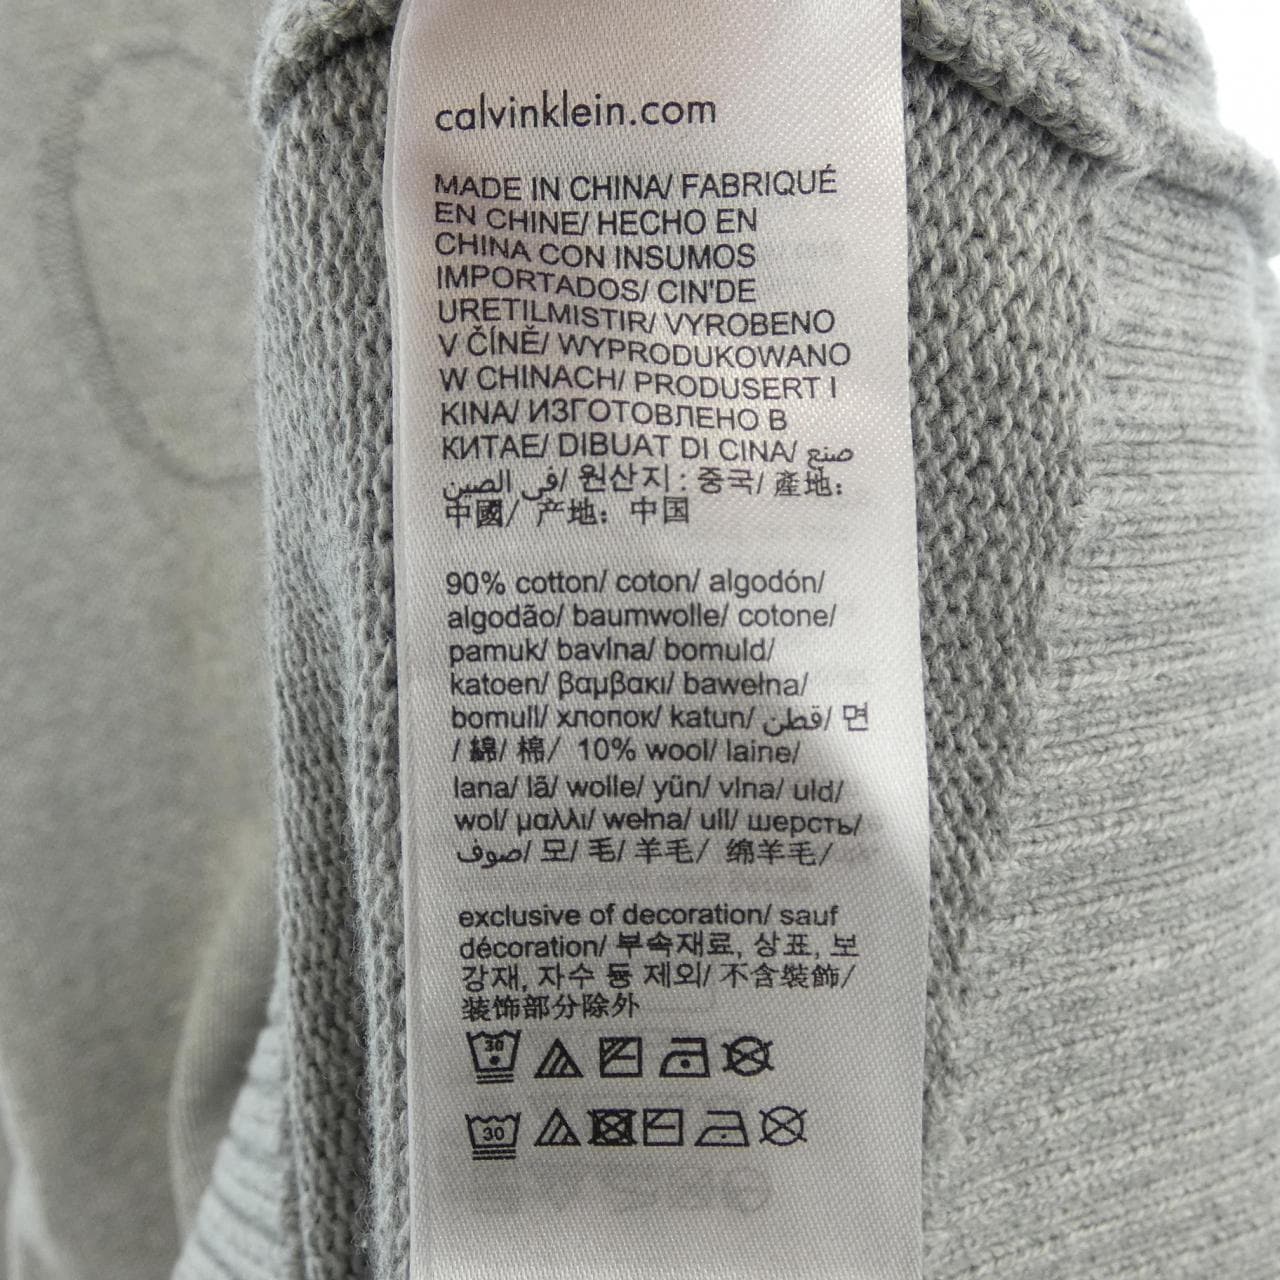 calvinklein.com
MADE IN CHINA/ FABRIQUÉ
EN CHINE/ HECHO EN
CHINA CON INSUMOS
IMPORTADOS/ CIN'DE
URETILMISTIR/ VYROBENO
V ČÍNĚ/ WYPRODUKOWANO
W CHINACH/ PRODUSERT I
KINA/ ИЗГОТОВЛЕНО В
КИТАЕ/ DIBUAT DI CINA/ صنع
في الصين/ 원산지 : 중국/ 產地:
中國/ 产地: 中国
90% cotton/ coton/ algodón/
algodão/ baumwolle/ cotone/
pamuk/ bavlna/ bomuld/
katoen/ βαμβακι/ bawełna/
bomull/ хлопок/ katun/ قطن/ 면
/ 綿/ 棉/ 10% wool/ laine/
lana/ lã/ wolle/ yün/ vlna/ uld/
wol/ μαλλι/ wełna/ ull/ шерсть/
صوف/ 모/ 毛/ 羊毛/ 绵羊毛/
exclusive of decoration/ sauf
décoration/ 부속재료, 상표, 보
강재, 자수 등 제외/ 不含裝飾/
装饰部分除外
30
30